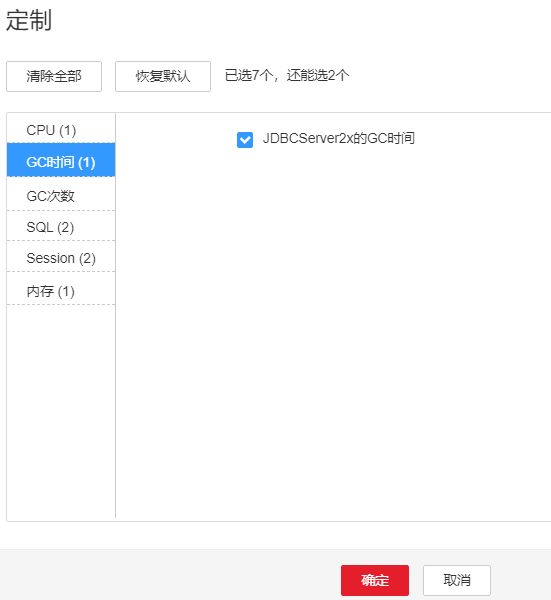 定制
清除全部 恢复默认 已选7个，还能选2个
CPU (1)
JDBCServer2x的GC时间
GC时间 (1)
GC次数
SQL (2)
Session (2)
内存 (1)
确定 取消